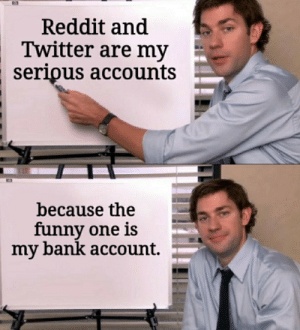 Reddit and
Twitter are my
serious accounts
because the
funny one is
my bank account.